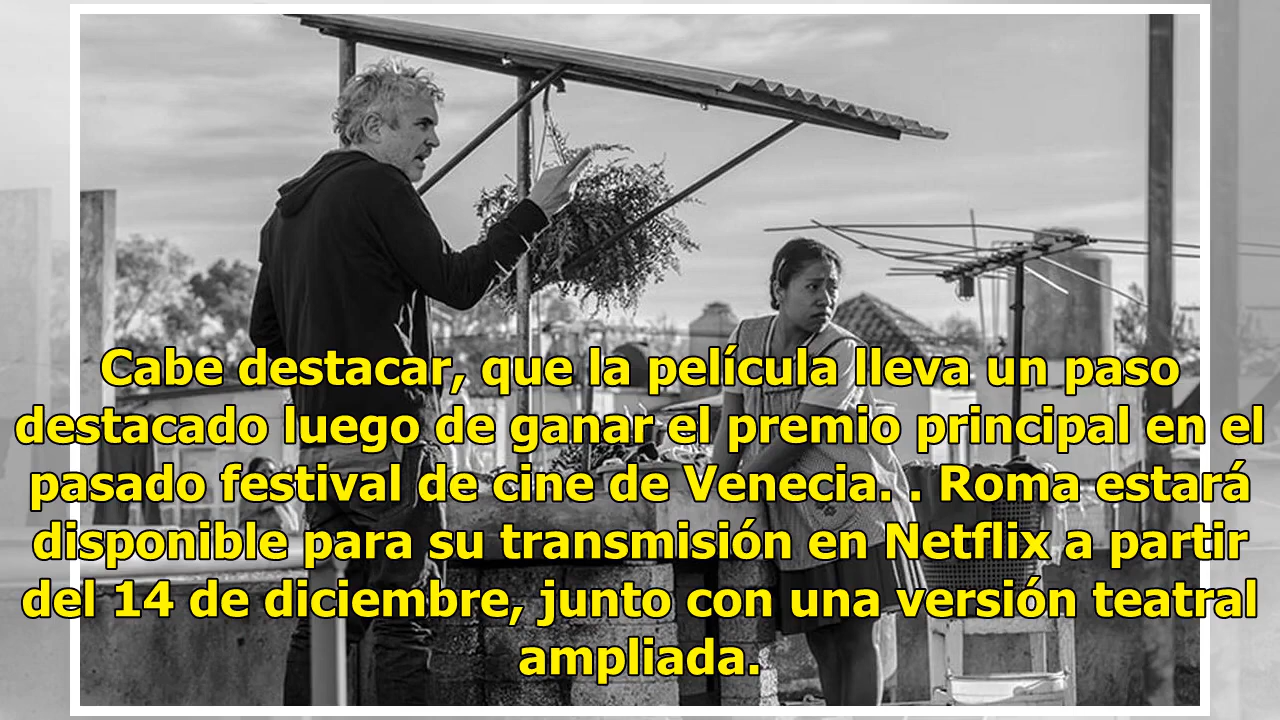 Cabe destacar, que la película lleva un paso
destacado luego de ganar el premio principal en el
pasado festival de cine de Venecia. . Roma estará
disponible para su transmisión en Netflix a partir
del 14 de diciembre, junto con una versión teatral
ampliada.